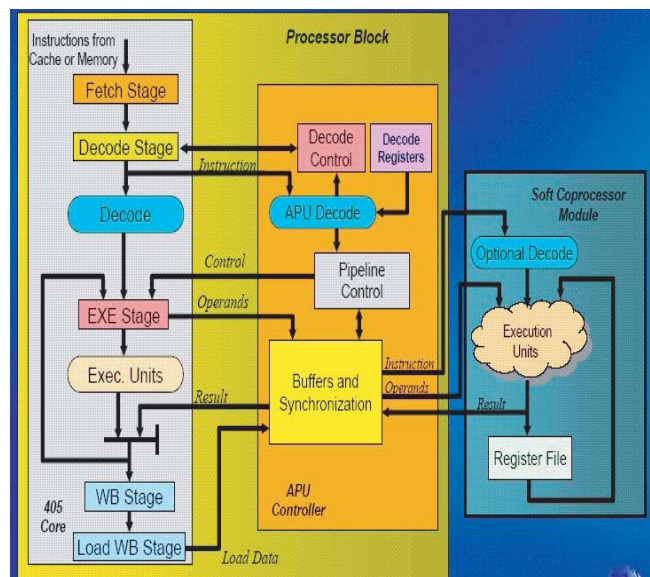 Instructions from
Cache or Memory
Fetch Stage
Decode Stage
Instruction
Decode
EXE Stage
Exec. Units
WB Stage
Load WB Stage
405
Core
Processor Block
Decode
Control
Decode
Registers
APU Decode
Control
Pipeline
Control
Operands
Buffers and
Synchronization
Result
Load Data
APU
Controller
Soft Coprocessor
Module
Optional Decode
Execution
Units
Instruction
Operands
Result
Register File